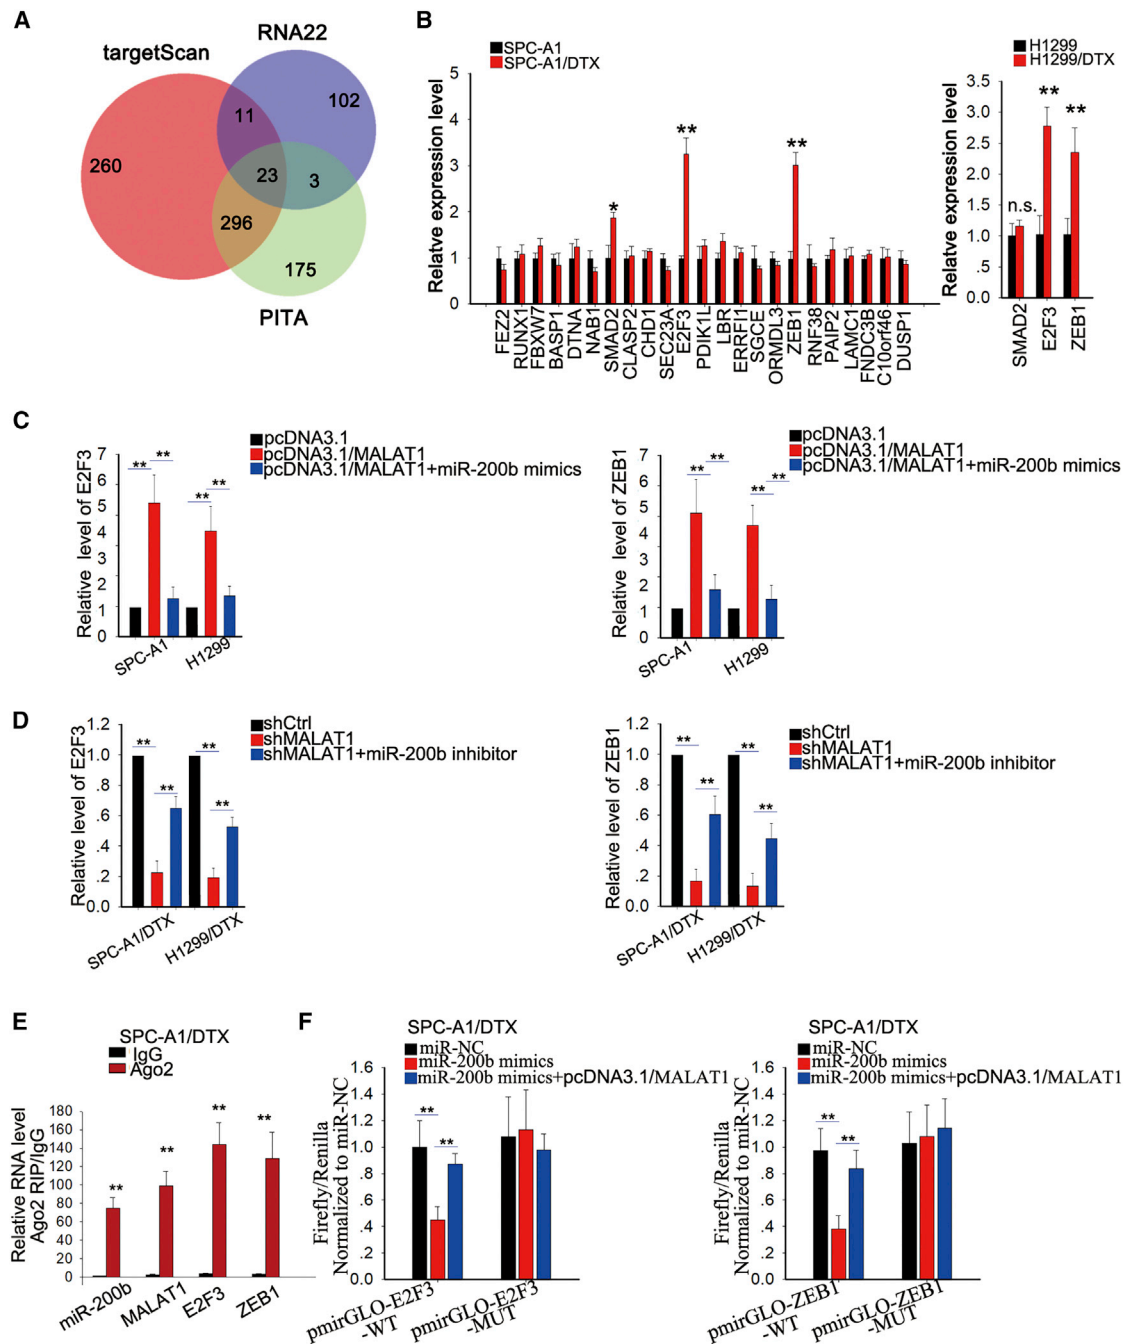 A
targetScan
RNA22
260
11
102
23
3
296
175
PITA
B
SPC-A1
SPC-A1/DTX
Relatve expression level
5
4
3
2
1
0
**
**
*
FEZ2
RUNX1
FBXW7
BASP1
DTNA
NAB1
SMAD2
CLASP2
CHD1
SEC23A
E2F3
PDIK1L
LBR
ERRFI1
SGCE
ORMDL3
ZEB1
RNF38
PAIP2
LAMC1
FNDC3B
C10orf46
DUSP1
H1299
H1299/DTX
Relatve expression level
3.5
3.0
2.5
2.0
1.5
1.0
.5
0.0
**
**
n.s.
SMAD2
E2F3
ZEB1
C
pcDNA3.1
pcDNA3.1/MALAT1
pcDNA3.1/MALAT1+miR-200b mimics
Relative level of E2F3
7
6
5
4
2
2
1
0
** **
** **
SPC-A1
H1299
pcDNA3.1
pcDNA3.1/MALAT1
pcDNA3.1/MALAT1+miR-200b mimics
Relative level of ZEB1
7
6
5
4
2
2
1
0
** **
** **
SPC-A1
H1299
D
shCtrl
shMALAT1
shMALAT1+miR-200b inhibitor
Relative level of E2F3
1.2
1.0
.8
.6
.4
.2
0.0
** **
** **
SPC-A1/DTX
H1299/DTX
shCtrl
shMALAT1
shMALAT1+miR-200b inhibitor
Relative level of ZEB1
1.2
1.0
.8
.6
.4
.2
0.0
** **
** **
SPC-A1/DTX
H1299/DTX
E
SPC-A1/DTX
IgG
Ago2
Relative RNA level
Ago2 RIP/IgG
180
160
140
120
100
80
60
40
20
0
**
**
**
**
miR-200b
MALAT1
E2F3
ZEB1
F
SPC-A1/DTX
miR-NC
miR-200b mimics
miR-200b mimics+pcDNA3.1/MALAT1
Firefly/Renilla
Normalized to miR-NC
1.6
1.4
1.2
1.0
.8
.6
.4
.2
0.0
**
**
pmirGLO-E2F3
-WT
pmirGLO-E2F3
-MUT
SPC-A1/DTX
miR-NC
miR-200b mimics
miR-200b mimics+pcDNA3.1/MALAT1
Firefly/Renilla
Normalized to miR-NC
1.6
1.4
1.2
1.0
.8
.6
.4
.2
0.0
**
**
pmirGLO-ZEB1
-WT
pmirGLO-ZEB1
-MUT